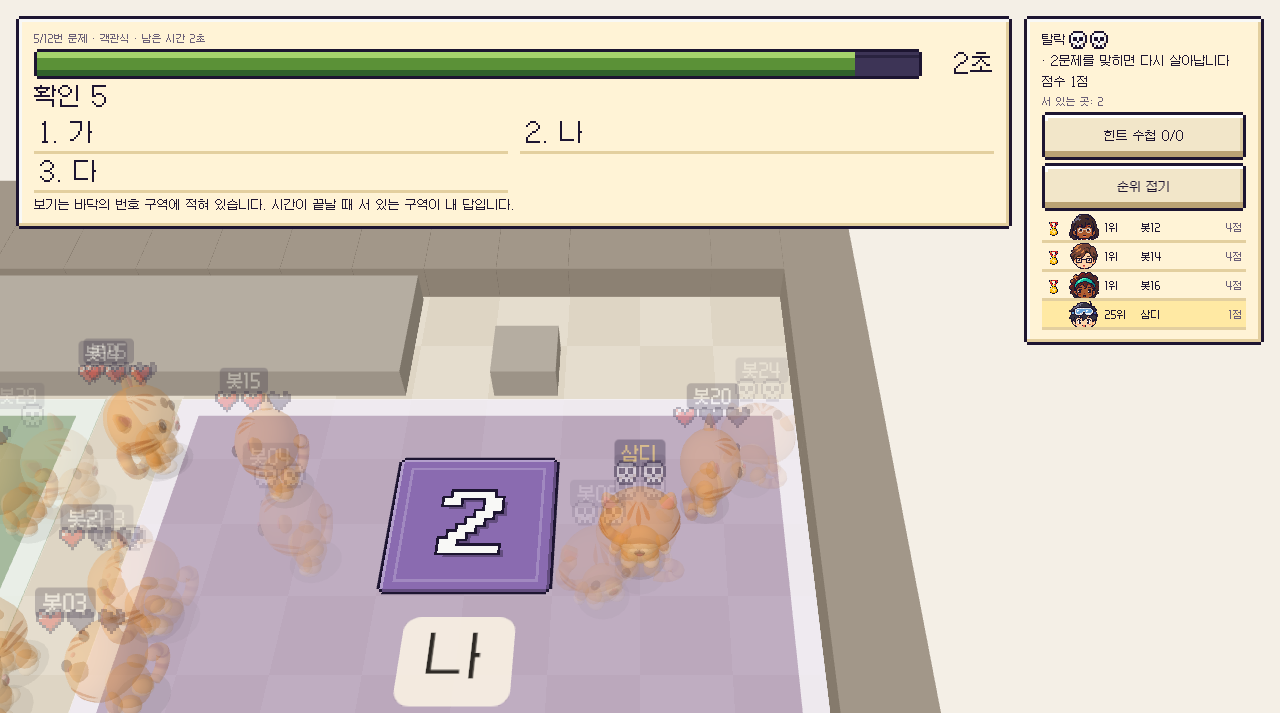 5/12번 문제 · 객관식 · 남은 시간 2초
2초
확인 5
1. 가
2. 나
3. 다
보기는 바닥의 번호 구역에 적혀 있습니다. 시간이 끝날 때 서 있는 구역이 내 답입니다.
탈락
· 2문제를 맞히면 다시 살아납니다
점수 1점
서 있는 곳: 2
힌트 수첩 0/0
순위 접기
1위 봇12 4점
1위 봇14 4점
1위 봇16 4점
25위 삼디 1점
봇15
봇24
봇29
봇20
봇04
삼디
봇21
봇03
2
나